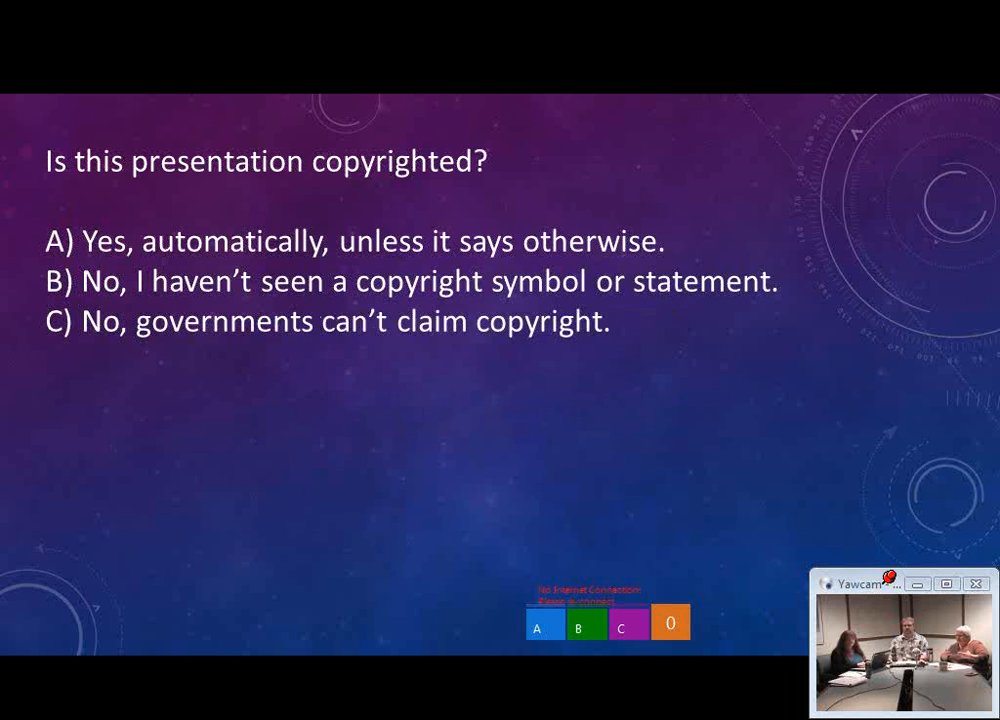 Is this presentation copyrighted?
A) Yes, automatically, unless it says otherwise.
B) No, I haven’t seen a copyright symbol or statement.
C) No, governments can’t claim copyright.
No Internet Connection!
A B C 0
Yawcam ...